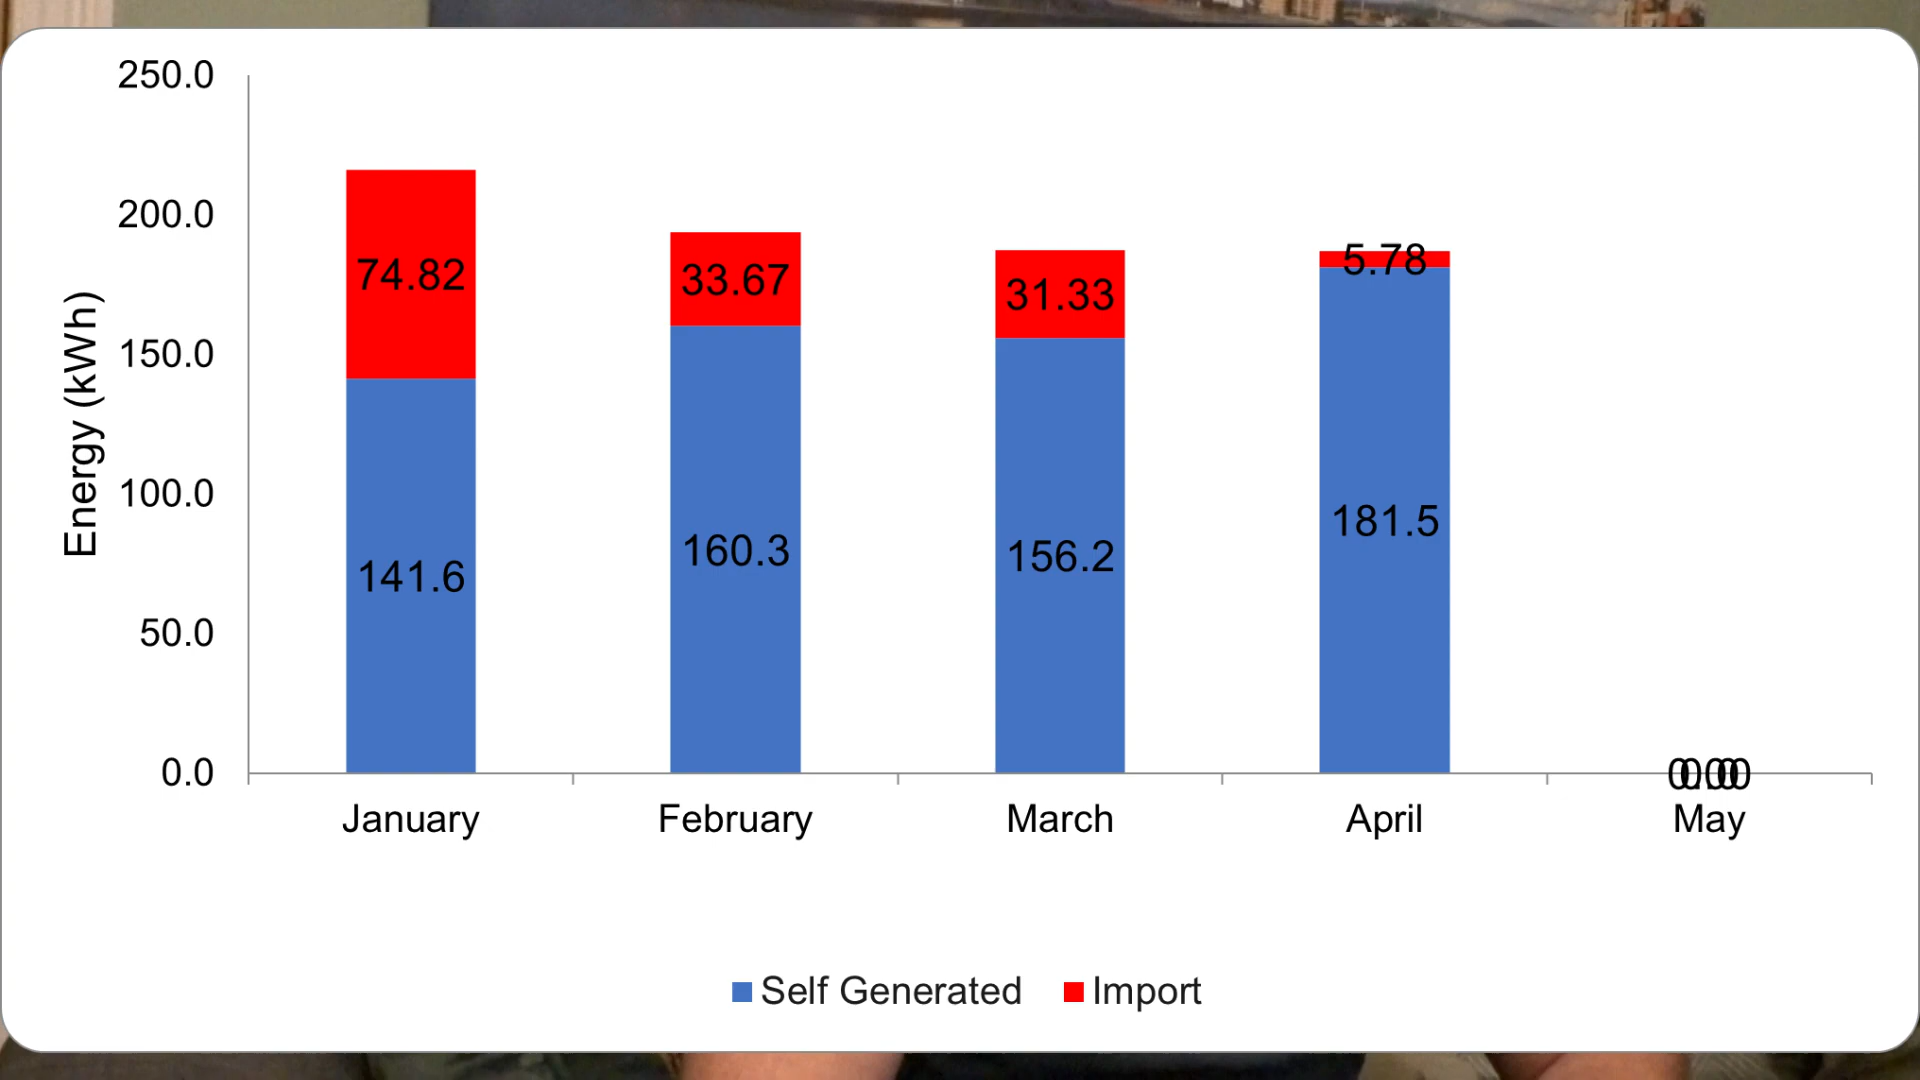 250.0
200.0
150.0
100.0
50.0
0.0
Energy (kWh)
74.82
33.67
31.33
5.78
141.6
160.3
156.2
181.5
January
February
March
April
May
Self Generated
Import